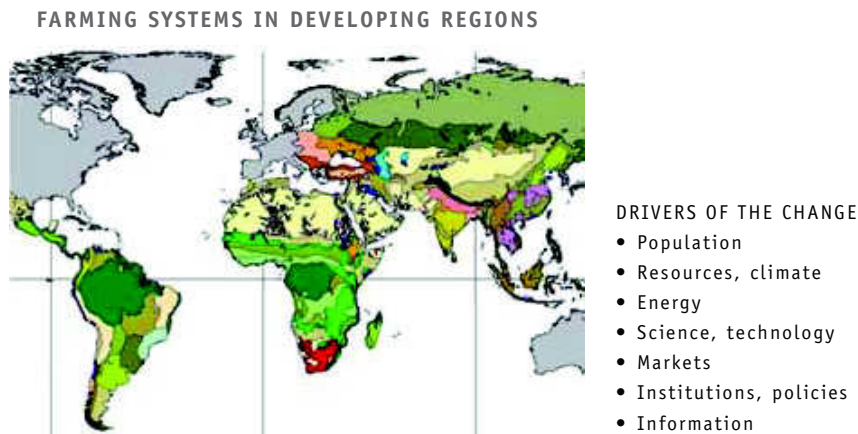 FARMING SYSTEMS IN DEVELOPING REGIONS
DRIVERS OF THE CHANGE
• Population
• Resources, climate
• Energy
• Science, technology
• Markets
• Institutions, policies
• Information